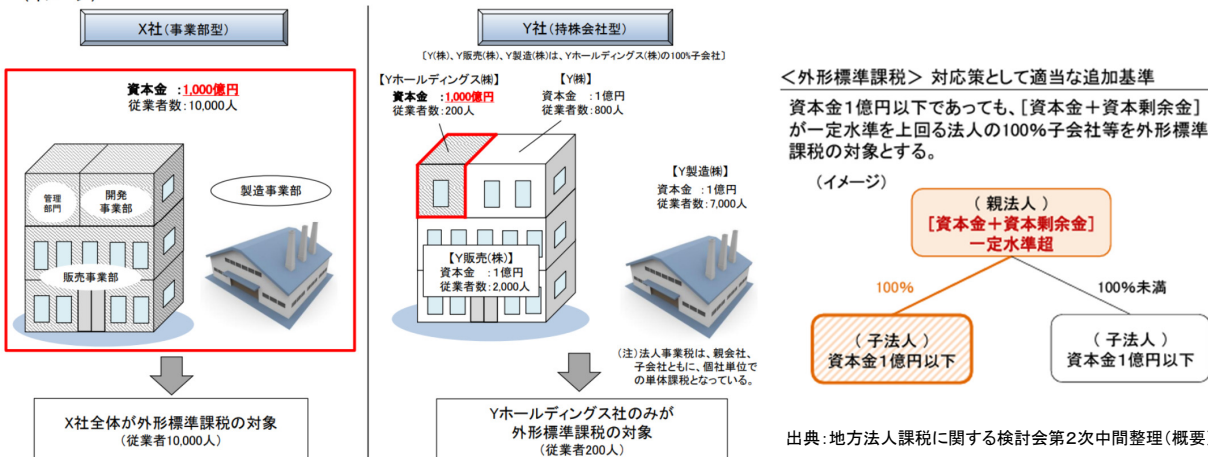 X社(事業部型)
資本金 :1,000億円
従業者数:10,000人
管理
部門
開発
事業部
販売事業部
製造事業部
X社全体が外形標準課税の対象
(従業者10,000人)
Y社(持株会社型)
〔Y(株)、Y販売(株)、Y製造(株)は、Yホールディングス(株)の100%子会社〕
【Yホールディングス㈱】
資本金 :1,000億円
従業者数:200人
【Y㈱】
資本金 :1億円
従業者数:800人
【Y製造㈱】
資本金 :1億円
従業者数:7,000人
【Y販売(株)】
資本金 :1億円
従業者数:2,000人
(注)法人事業税は、親会社、
子会社ともに、個社単位で
の単体課税となっている。
Yホールディングス社のみが
外形標準課税の対象
(従業者200人)
<外形標準課税> 対応策として適当な追加基準
資本金1億円以下であっても、[資本金+資本剰余金]
が一定水準を上回る法人の100%子会社等を外形標準
課税の対象とする。
(イメージ)
(親法人)
[資本金+資本剰余金]
一定水準超
100%
100%未満
(子法人)
資本金1億円以下
(子法人)
資本金1億円以下
出典:地方法人課税に関する検討会第2次中間整理(概要)